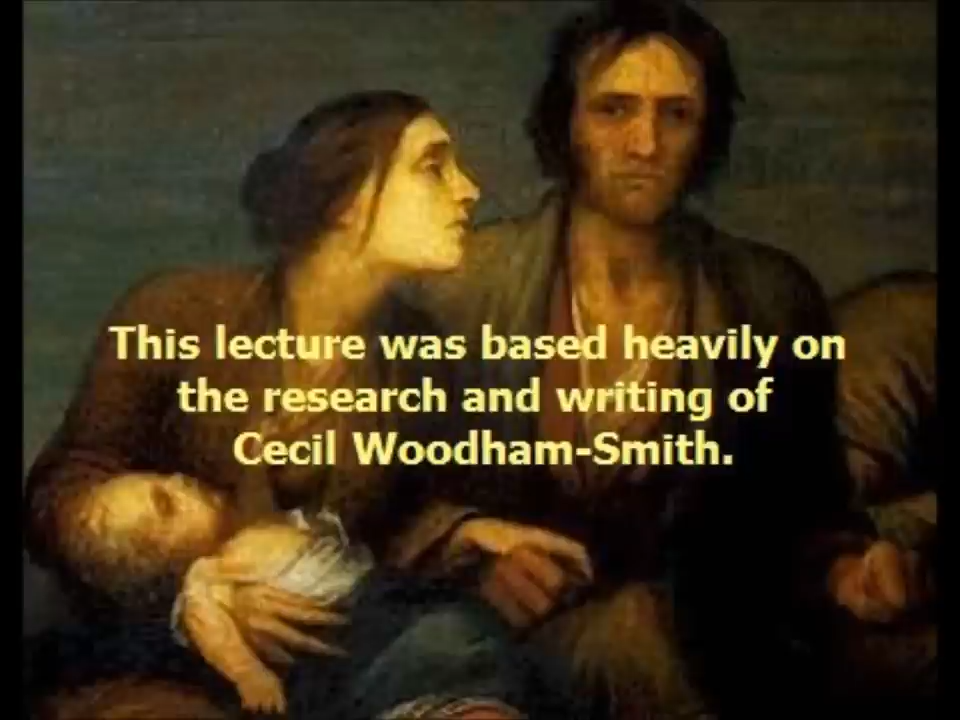 This lecture was based heavily on
the research and writing of
Cecil Woodham-Smith.